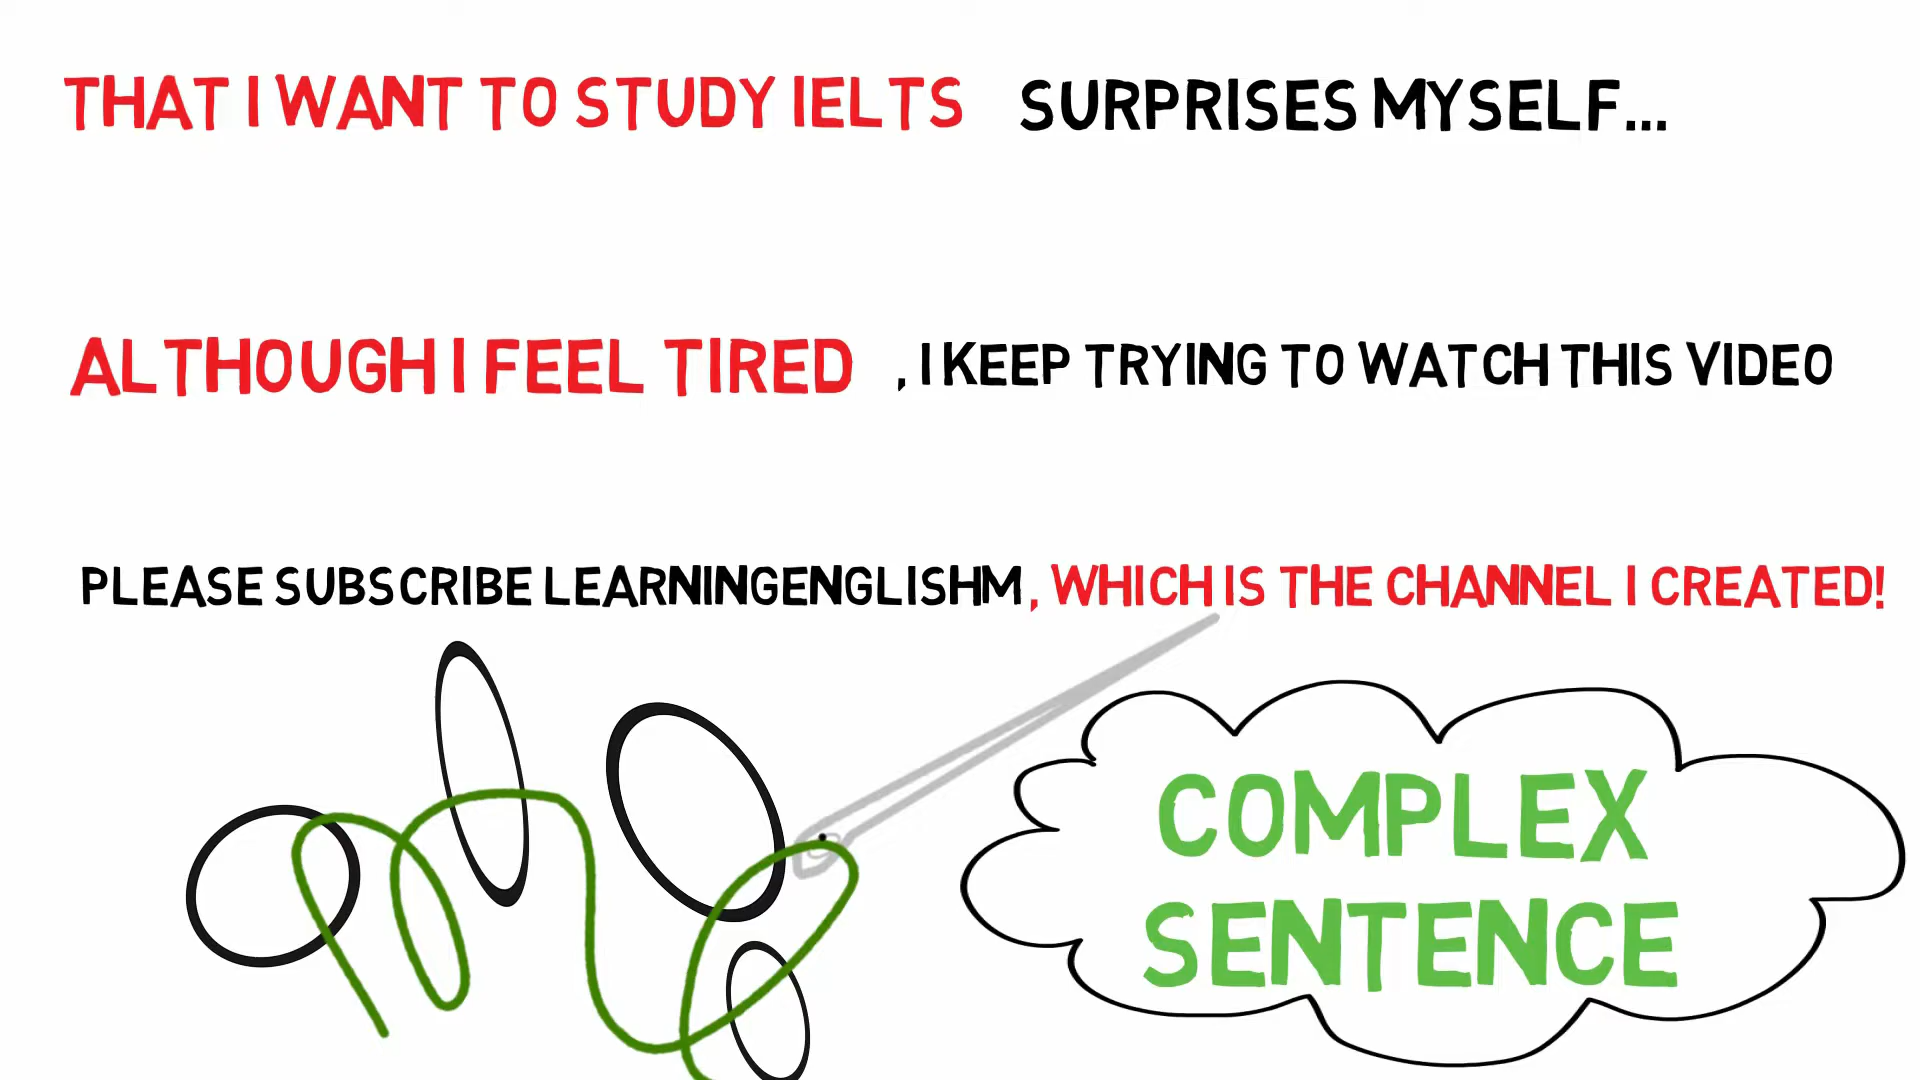 THAT I WANT TO STUDY IELTS SURPRISES MYSELF...
ALTHOUGH I FEEL TIRED , I KEEP TRYING TO WATCH THIS VIDEO
PLEASE SUBSCRIBE LEARNINGENGLISHM, WHICH IS THE CHANNEL I CREATED!
COMPLEX
SENTENCE